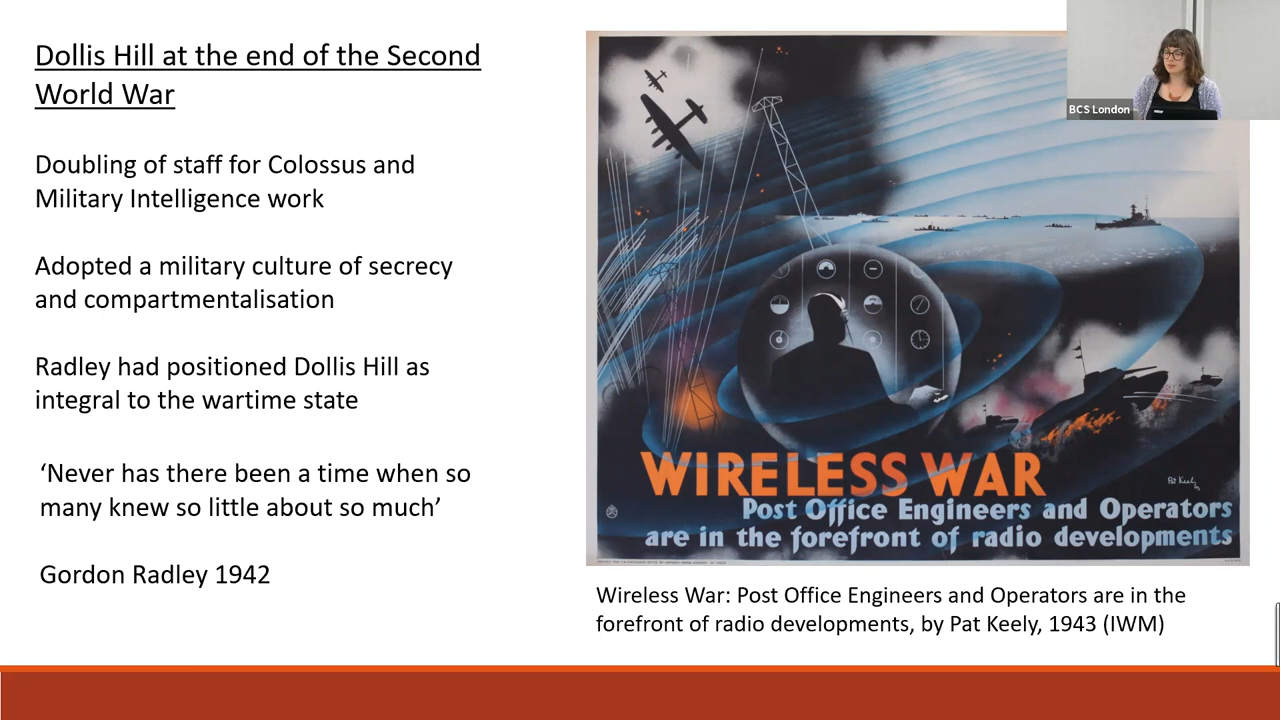 Dollis Hill at the end of the Second
World War
Doubling of staff for Colossus and
Military Intelligence work
Adopted a military culture of secrecy
and compartmentalisation
Radley had positioned Dollis Hill as
integral to the wartime state
‘Never has there been a time when so
many knew so little about so much’
Gordon Radley 1942
BCS London
WIRELESS WAR
Pat Keely
Post Office Engineers and Operators
are in the forefront of radio developments
Wireless War: Post Office Engineers and Operators are in the
forefront of radio developments, by Pat Keely, 1943 (IWM)